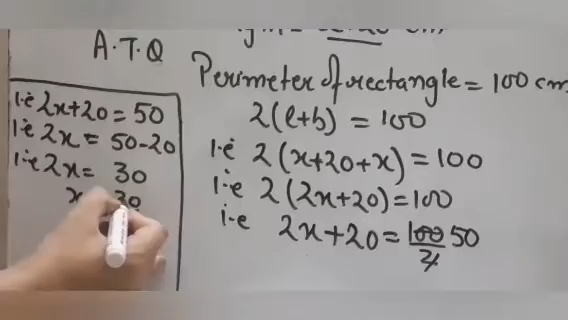 A.T.Q
Perimeter of rectangle = 100 cm
2(l+b) = 100
i.e 2(x+20+x) = 100
i.e 2(2x+20) = 100
i.e 2x+20 = 100/2 50
i.e 2x+20 = 50
i.e 2x = 50-20
i.e 2x = 30
x 30